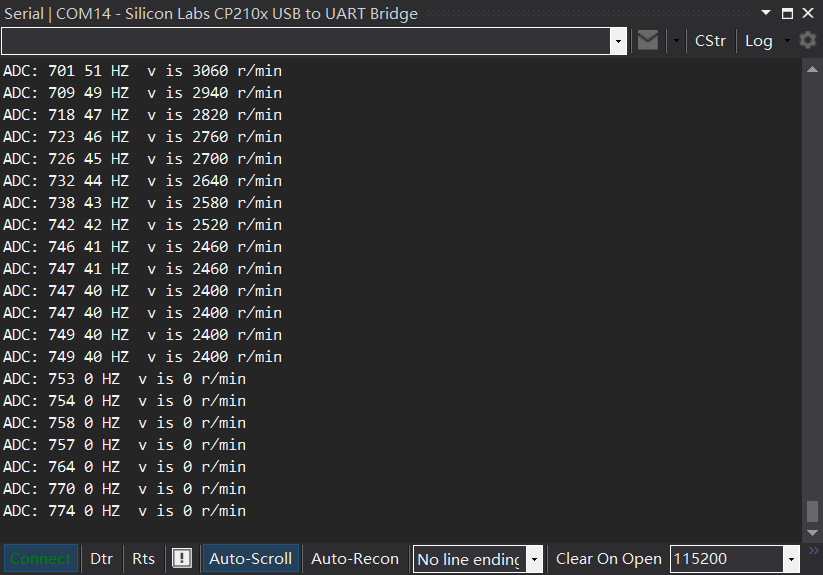 Serial | COM14 - Silicon Labs CP210x USB to UART Bridge
CStr Log
ADC: 701 51 HZ  v is 3060 r/min
ADC: 709 49 HZ  v is 2940 r/min
ADC: 718 47 HZ  v is 2820 r/min
ADC: 723 46 HZ  v is 2760 r/min
ADC: 726 45 HZ  v is 2700 r/min
ADC: 732 44 HZ  v is 2640 r/min
ADC: 738 43 HZ  v is 2580 r/min
ADC: 742 42 HZ  v is 2520 r/min
ADC: 746 41 HZ  v is 2460 r/min
ADC: 747 41 HZ  v is 2460 r/min
ADC: 747 40 HZ  v is 2400 r/min
ADC: 747 40 HZ  v is 2400 r/min
ADC: 749 40 HZ  v is 2400 r/min
ADC: 749 40 HZ  v is 2400 r/min
ADC: 753 0 HZ  v is 0 r/min
ADC: 754 0 HZ  v is 0 r/min
ADC: 758 0 HZ  v is 0 r/min
ADC: 757 0 HZ  v is 0 r/min
ADC: 764 0 HZ  v is 0 r/min
ADC: 770 0 HZ  v is 0 r/min
ADC: 774 0 HZ  v is 0 r/min
Connect Dtr Rts Auto-Scroll Auto-Recon No line ending Clear On Open 115200